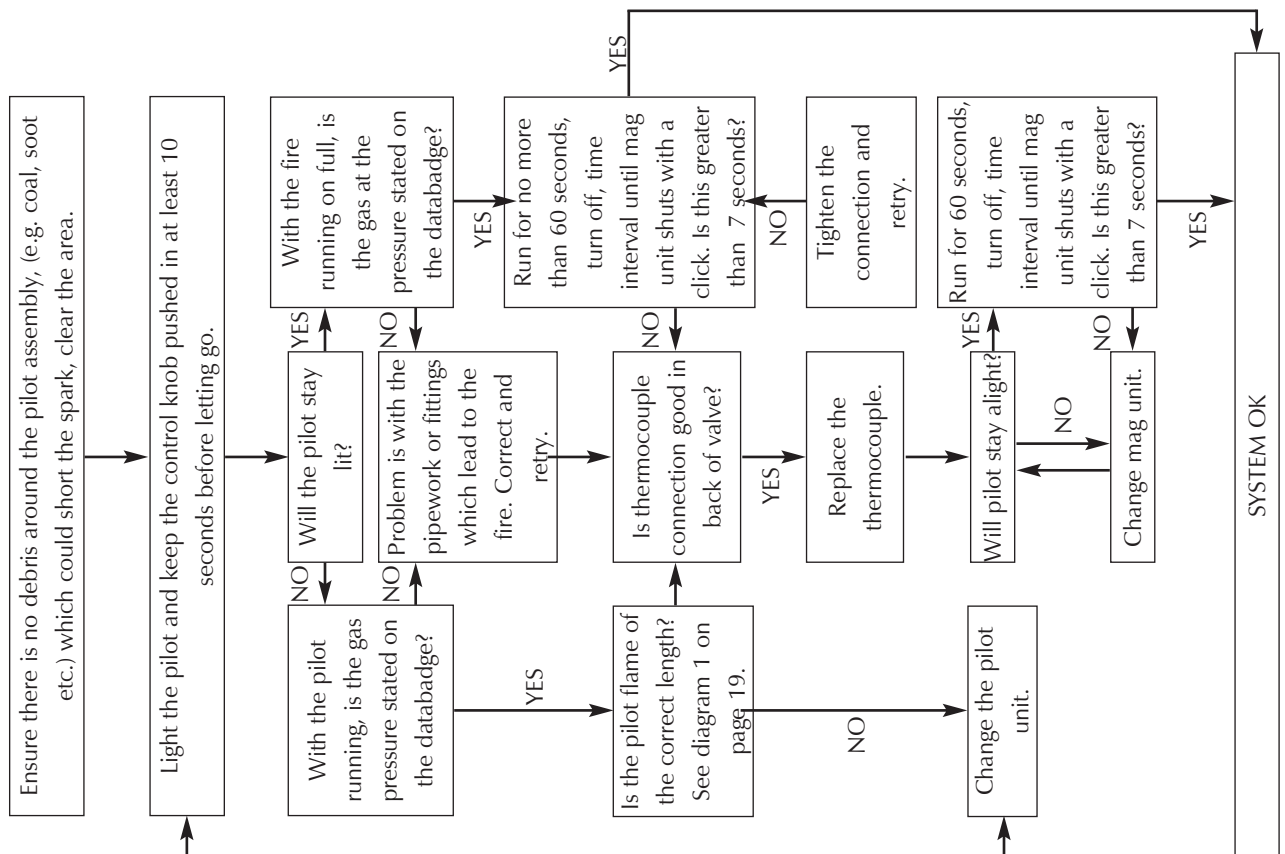 Ensure there is no debris around the pilot assembly, (e.g. coal, soot
etc.) which could short the spark, clear the area.
Light the pilot and keep the control knob pushed in at least 10
seconds before letting go.
Will the pilot stay
lit?
NO
YES
With the pilot
running, is the gas
pressure stated on
the databadge?
With the fire
running on full, is
the gas at the
pressure stated on
the databadge?
NO
NO
YES
YES
Problem is with the
pipework or fittings
which lead to the
fire. Correct and
retry.
Is the pilot flame of
the correct length?
See diagram 1 on
page 19.
NO
Is thermocouple
connection good in
back of valve?
YES
NO
Run for no more
than 60 seconds,
turn off, time
interval until mag
unit shuts with a
click. Is this greater
than 7 seconds?
YES
NO
Replace the
thermocouple.
Tighten the
connection and
retry.
Change the pilot
unit.
Will pilot stay alight?
YES
NO
Run for 60 seconds,
turn off, time
interval until mag
unit shuts with a
click. Is this greater
than 7 seconds?
NO
YES
Change mag unit.
SYSTEM OK